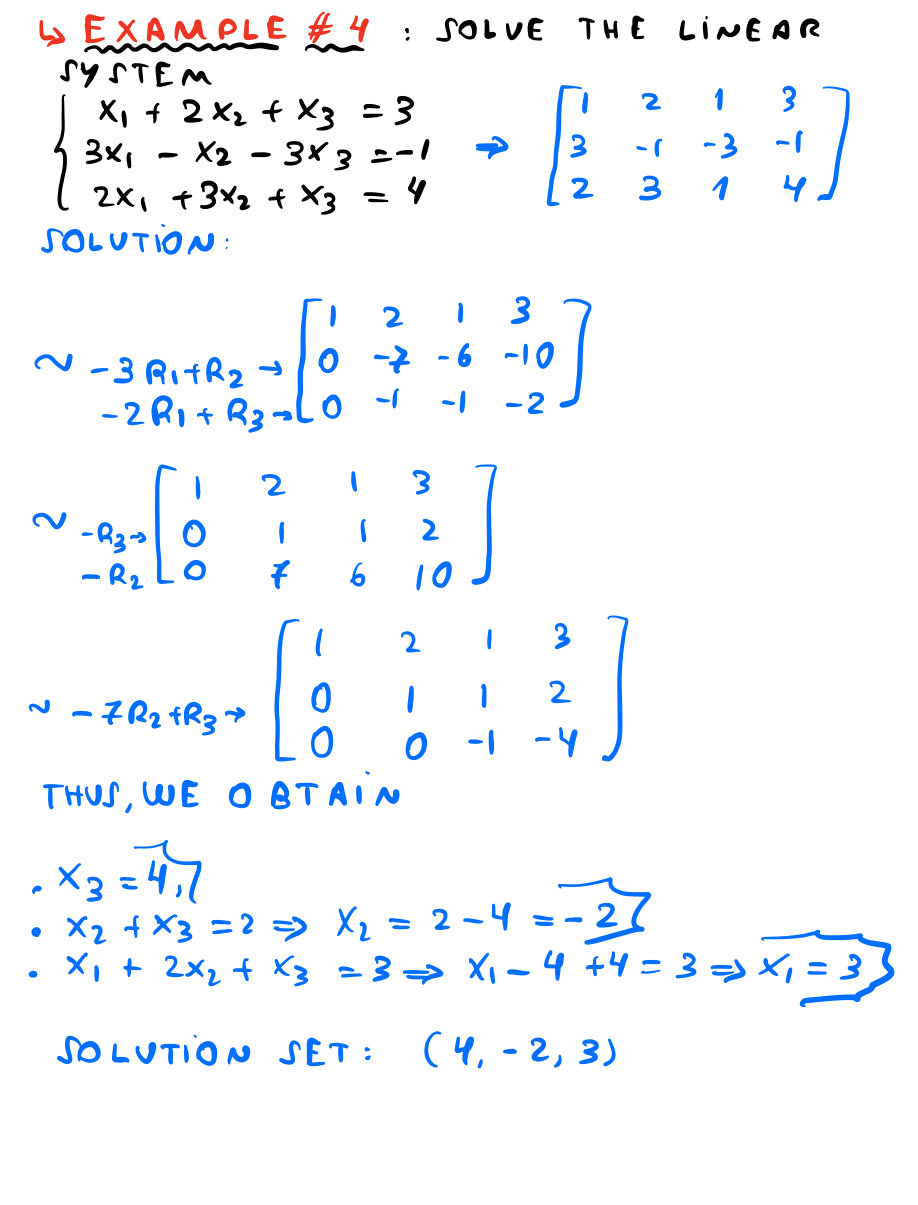 ↳ EXAMPLE # 4 : SOLVE THE LINEAR
SYSTEM
x₁ + 2x₂ + x₃ = 3
3x₁ - x₂ - 3x₃ = -1
2x₁ + 3x₂ + x₃ = 4
⇒
1 2 1 3
3 -1 -3 -1
2 3 1 4
SOLUTION:
1 2 1 3
~ -3R₁+R₂ → 0 -7 -6 -10
-2R₁ + R₃ → 0 -1 -1 -2
1 2 1 3
~ -R₃→ 0 1 1 2
-R₂ 0 7 6 10
1 2 1 3
~ -7R₂+R₃→ 0 1 1 2
0 0 -1 -4
THUS, WE OBTAIN
• x₃ = 4,
• x₂ + x₃ = 2 ⇒ x₂ = 2 - 4 = -2
• x₁ + 2x₂ + x₃ = 3 ⇒ x₁ - 4 + 4 = 3 ⇒ x₁ = 3
SOLUTION SET: (4, -2, 3)